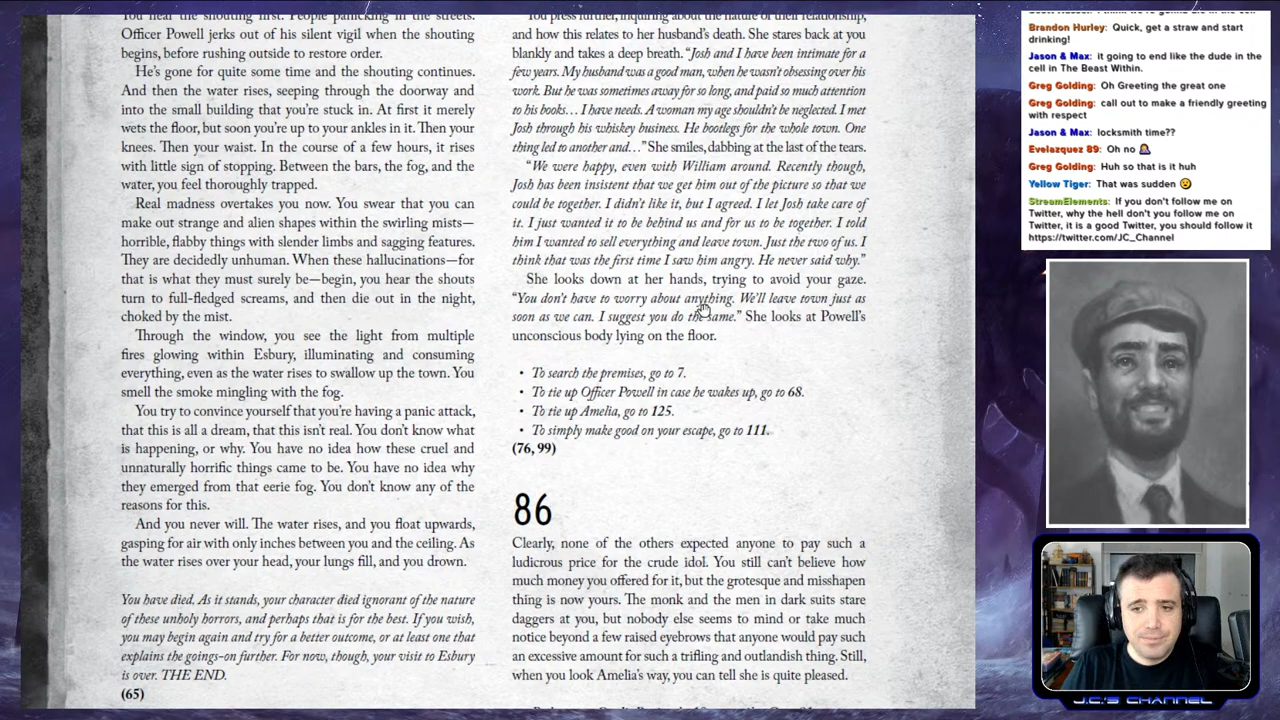 You hear the shouting first. People panicking in the streets.
Officer Powell jerks out of his silence when the shouting
begins, before rushing outside to restore order.
He's gone for quite some time and the shouting continues.
And then the water rises, seeping through the doorway and
into the small building that you're stuck in. At first it merely
wets the floor, but soon you're up to your ankles in it. Then your
knees. Then your waist. In the course of a few hours, it rises
with little sign of stopping. Between the fog, and the
water, you feel thoroughly trapped.
Real madness overtakes you now. You swear that you can
make out strange and alien shapes within the vapory mists—
horrible, flabby things with slender limbs and sagging features.
They are decidedly unhuman. When these hallucinations—for
that is what they must surely be—begin, you hear the shouts
turn to full-fledged screams, and then die out in the night,
choked by the mist.
Through the window, you see the light from multiple
fires glowing within Esbury, illuminating and consuming
everything, even as the water rises to swallow up the town. You
smell the smoke mingling with the fog.
You try to convince yourself that you're having a panic attack,
that this is all a dream, that this isn't real. You don't know what
is happening, or why. You have no idea how these cruel and
unnaturally horrific things came to be. You have no idea why
they emerged from that eerie fog. You don't know any of the
reasons for this.
And you never will. The water rises, and you float upwards,
gasping for air with only inches between you and the ceiling. As
the water rises over your head, your lungs fill, and you drown.
You have died. As it stands, your character died ignorant of the nature
of these unholy horrors, and perhaps that is for the best. If you wish,
you may begin again and try for a better outcome, or at least one that
explains the goings-on further. For now, though, your visit to Esbury
is over. THE END.
(65)
You press further, inquiring about the nature of their relationship,
and how this relates to her husband's death. She stares back at you
blankly and takes a deep breath. "Josh and I have been intimate for a
few years. My husband was a good man, when he wasn't obsessing over his
work. But he was sometimes away for so long, and paid so much attention
to his books… I have needs. A woman my age shouldn't be neglected. I met
Josh through his whiskey business. He bootlegs for the whole town. One
thing led to another and…" She smiles, dabbing at the last of the tears.
"We were happy, even with William around. Recently though,
Josh has been insistent that we get him out of the picture so that we
could be together. I didn't like it, but I agreed. I let Josh take care of
it. I just wanted it to be behind us and for us to be together. I told
him I wanted to sell everything and leave town. Just the two of us. I
think that was the first time I saw him angry. He never said why."
She looks down at her hands, trying to avoid your gaze.
"You don't have to worry about anything. We'll leave town just as
soon as we can. I suggest you do the same." She looks at Powell's
unconscious body lying on the floor.
• To search the premises, go to 7.
• To tie up Officer Powell in case he wakes up, go to 68.
• To tie up Amelia, go to 125.
• To simply make good on your escape, go to 111.
(76, 99)
86
Clearly, none of the others expected anyone to pay such a
ludicrous price for the crude idol. You still can't believe how
much money you offered for it, but the grotesque and misshapen
thing is now yours. The monk and the men in dark suits stare
daggers at you, but nobody else seems to mind or take much
notice beyond a few raised eyebrows that anyone would pay such
an excessive amount for such a trifling and outlandish thing. Still,
when you look Amelia's way, you can tell she is quite pleased.
Brandon Hurley: Quick, get a straw and start
drinking!
Jason & Max: it going to end like the dude in the
cell in The Beast Within.
Greg Golding: Oh Greeting the great one
Greg Golding: call out to make a friendly greeting
with respect
Jason & Max: locksmith time??
Evelazquez 89: Oh no 🤦‍♀️
Greg Golding: Huh so that is it huh
Yellow Tiger: That was sudden 😮
StreamElements: If you don't follow me on
Twitter, why the hell don't you follow me on
Twitter, it is a good Twitter, you should follow it
https://twitter.com/JC_Channel
J.C.'S CHANNEL